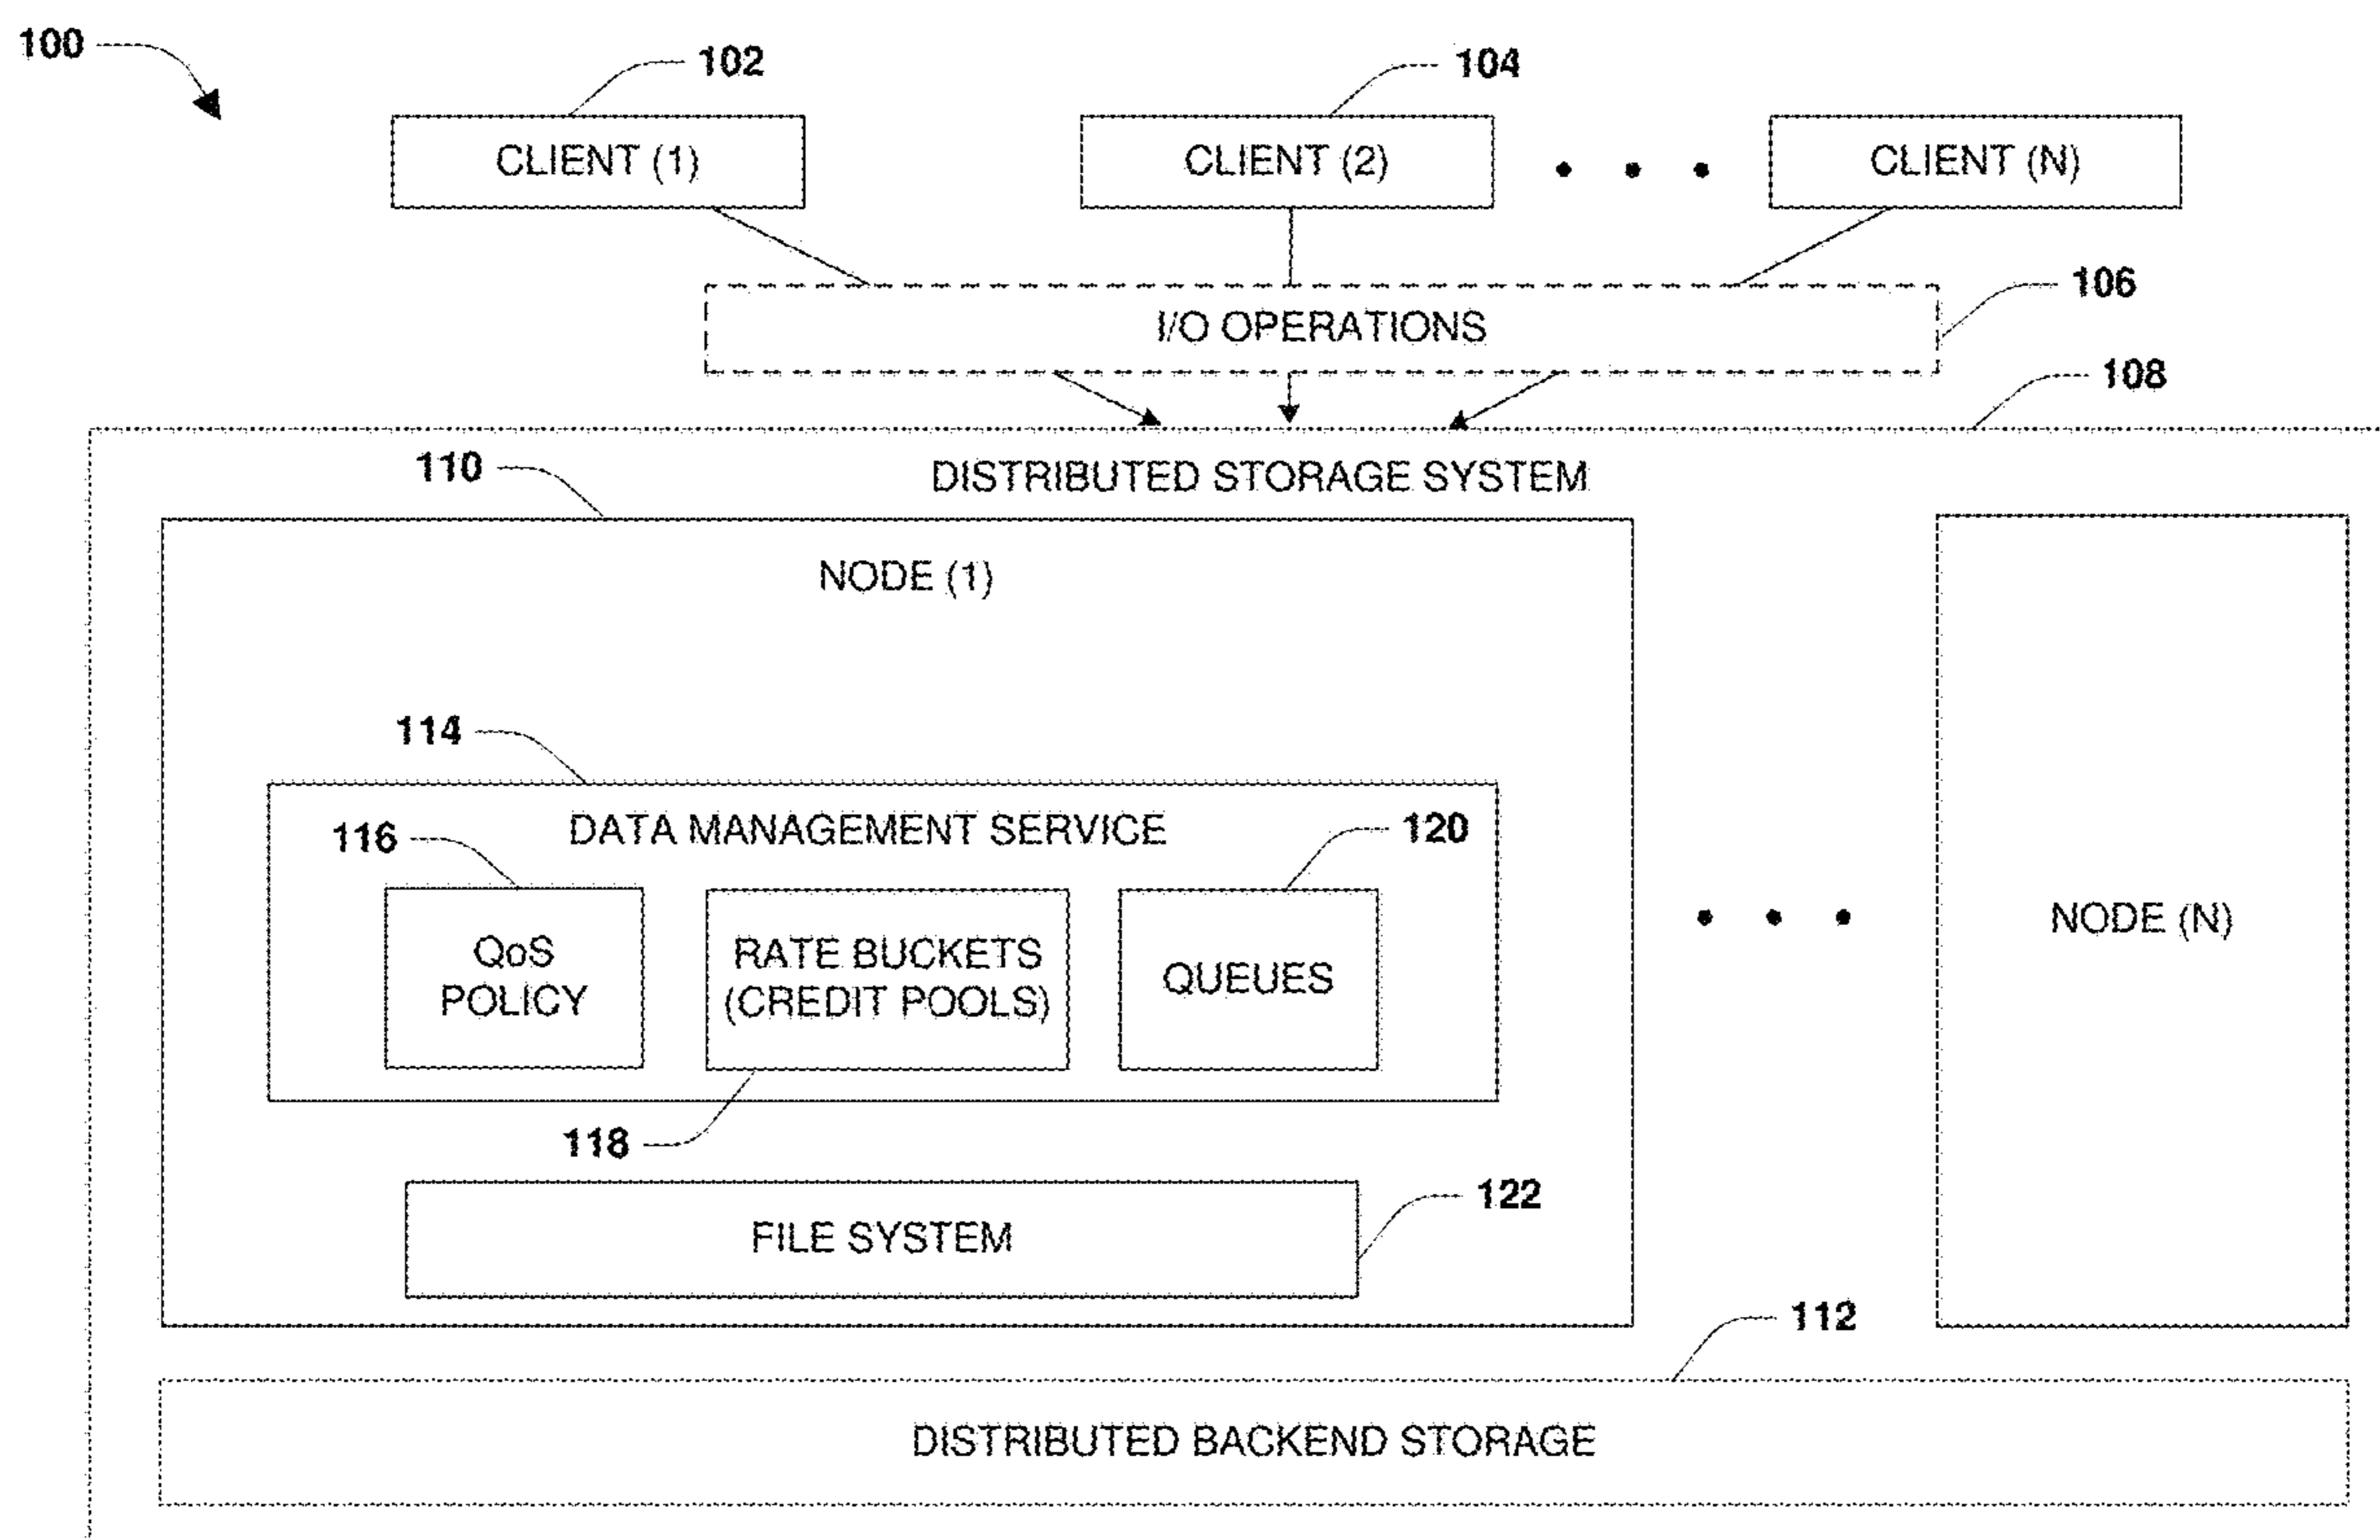 100
102
104
CLIENT (1)
CLIENT (2)
CLIENT (N)
106
I/O OPERATIONS
108
110
DISTRIBUTED STORAGE SYSTEM
NODE (1)
114
DATA MANAGEMENT SERVICE
116
120
QoS
POLICY
RATE BUCKETS
(CREDIT POOLS)
QUEUES
NODE (N)
118
122
FILE SYSTEM
112
DISTRIBUTED BACKEND STORAGE